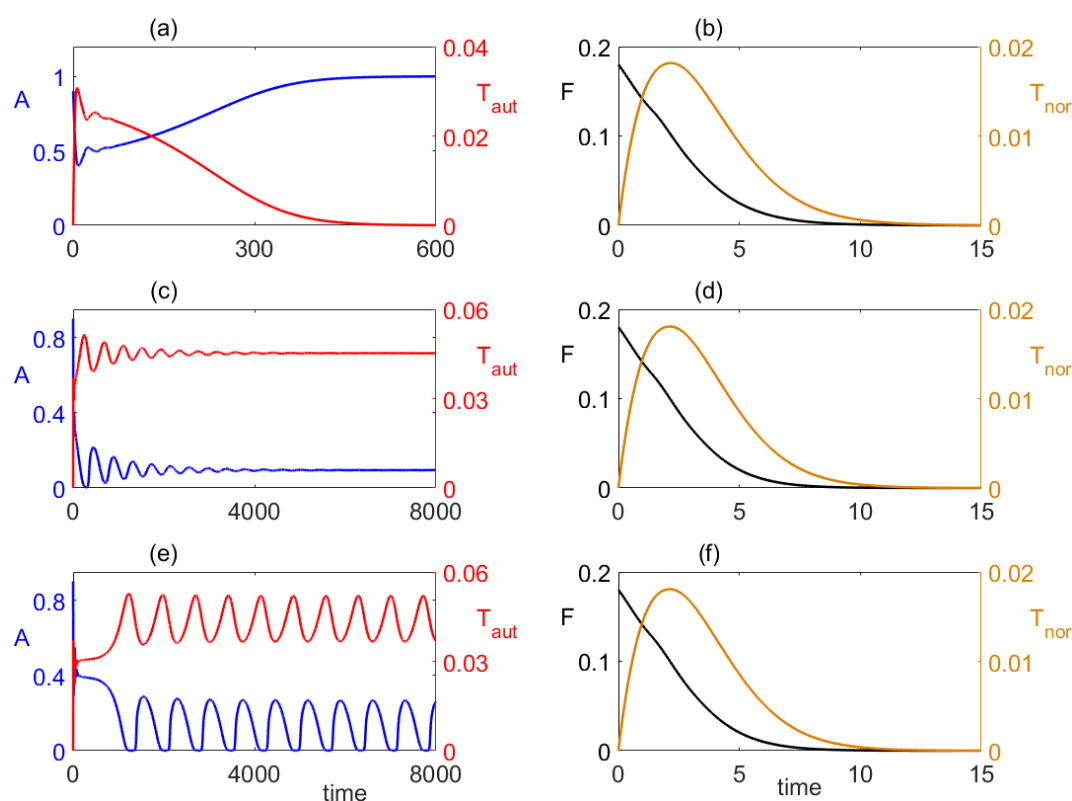 (a)
1
0.5
0
A
0.04
0.02
0
T_aut
0 300 600
(b)
0.2
0.1
0
F
0.02
0.01
0
T_nor
0 5 10 15
(c)
0.8
0.4
0
A
0.06
0.03
0
T_aut
0 4000 8000
(d)
0.2
0.1
0
F
0.02
0.01
0
T_nor
0 5 10 15
(e)
0.8
0.4
0
A
0.06
0.03
0
T_aut
0 4000 8000
time
(f)
0.2
0.1
0
F
0.02
0.01
0
T_nor
0 5 10 15
time